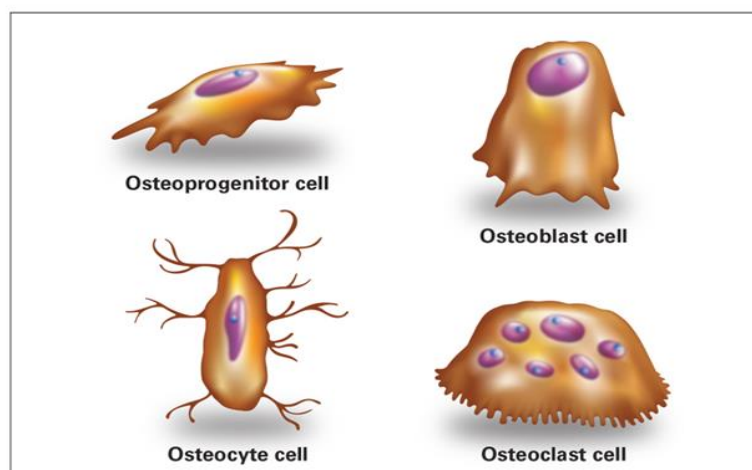 Osteoprogenitor cell
Osteoblast cell
Osteocyte cell
Osteoclast cell